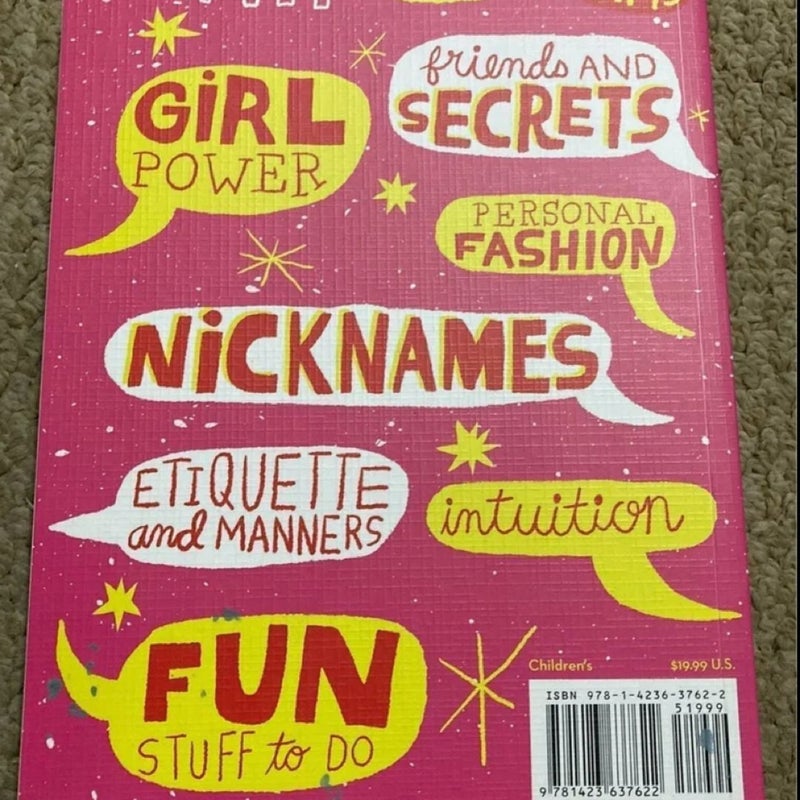 GiRL
POWER
friends AND
SECRETS
PERSONAL
FASHION
NiCKNAMES
ETIQUETTE
and MANNERS
intuition
FUN
STUFF to DO
Children's
$19.99 U.S.
ISBN 978-1-4236-3762-2
51999
9 781423 637622